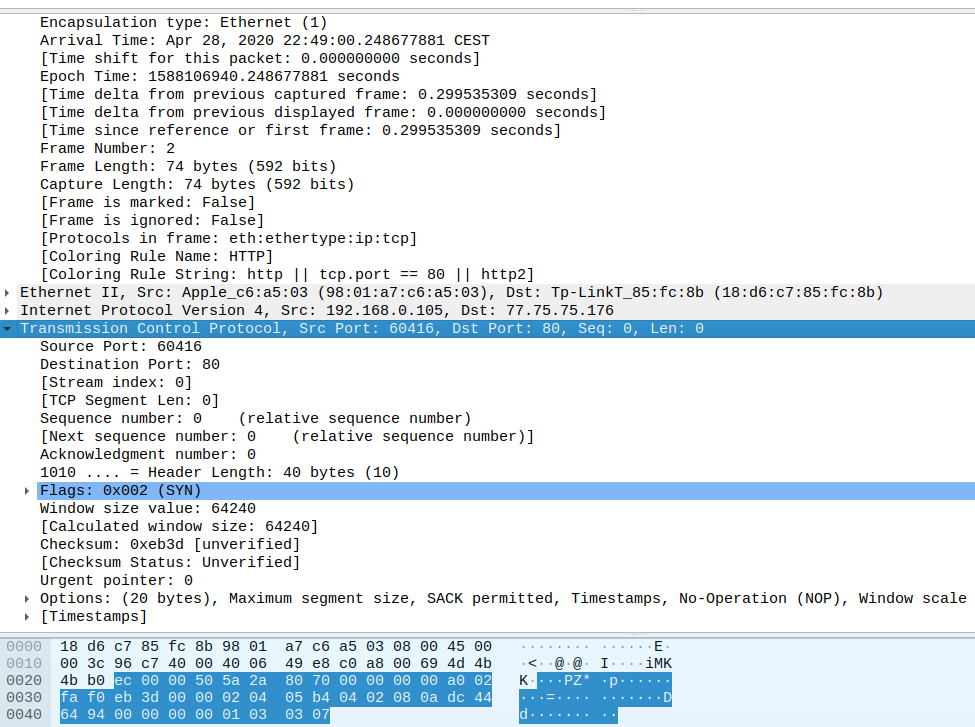 Encapsulation type: Ethernet (1)
Arrival Time: Apr 28, 2020 22:49:00.248677881 CEST
[Time shift for this packet: 0.000000000 seconds]
Epoch Time: 1588106940.248677881 seconds
[Time delta from previous captured frame: 0.299535309 seconds]
[Time delta from previous displayed frame: 0.000000000 seconds]
[Time since reference or first frame: 0.299535309 seconds]
Frame Number: 2
Frame Length: 74 bytes (592 bits)
Capture Length: 74 bytes (592 bits)
[Frame is marked: False]
[Frame is ignored: False]
[Protocols in frame: eth:ethertype:ip:tcp]
[Coloring Rule Name: HTTP]
[Coloring Rule String: http || tcp.port == 80 || http2]
Ethernet II, Src: Apple_c6:a5:03 (98:01:a7:c6:a5:03), Dst: Tp-LinkT_85:fc:8b (18:d6:c7:85:fc:8b)
Internet Protocol Version 4, Src: 192.168.0.105, Dst: 77.75.75.176
Transmission Control Protocol, Src Port: 60416, Dst Port: 80, Seq: 0, Len: 0
Source Port: 60416
Destination Port: 80
[Stream index: 0]
[TCP Segment Len: 0]
Sequence number: 0    (relative sequence number)
[Next sequence number: 0    (relative sequence number)]
Acknowledgment number: 0
1010 .... = Header Length: 40 bytes (10)
Flags: 0x002 (SYN)
Window size value: 64240
[Calculated window size: 64240]
Checksum: 0xeb3d [unverified]
[Checksum Status: Unverified]
Urgent pointer: 0
Options: (20 bytes), Maximum segment size, SACK permitted, Timestamps, No-Operation (NOP), Window scale
[Timestamps]
0000  18 d6 c7 85 fc 8b 98 01  a7 c6 a5 03 08 00 45 00  ········ ······E·
0010  00 3c 96 c7 40 00 40 06  49 e8 c0 a8 00 69 4d 4b  ·<··@·@· I····iMK
0020  4b b0 ec 00 00 50 5a 2a  80 70 00 00 00 00 a0 02  K····PZ* ·p······
0030  fa f0 eb 3d 00 00 02 04  05 b4 04 02 08 0a dc 44  ···=···· ·······D
0040  64 94 00 00 00 00 01 03  03 07  d······· ··